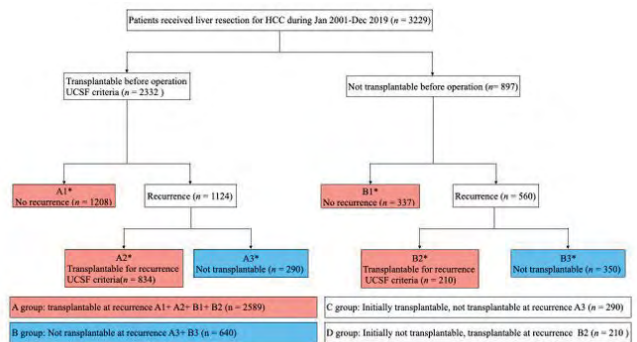 Patients received liver resection for HCC during Jan 2001-Dec 2019 (n = 3229)
Transplantable before operation
UCSF criteria (n = 2332 )
Not transplantable before operation (n= 897)
A1*
No recurrence (n = 1208)
Recurrence (n = 1124)
B1*
No recurrence (n = 337)
Recurrence (n = 560)
A2*
Transplantable for recurrence
UCSF criteria(n = 834)
A3*
Not transplantable (n = 290)
B2*
Transplantable for recurrence
UCSF criteria (n = 210)
B3*
Not transplantable (n = 350)
A group: transplantable at recurrence A1+ A2+ B1+ B2 (n = 2589)
C group: Initially transplantable, not transplantable at recurrence A3 (n = 290)
B group: Not ransplantable at recurrence A3+ B3 (n = 640)
D group: Initially not transplantable, transplantable at recurrence B2 (n = 210 )